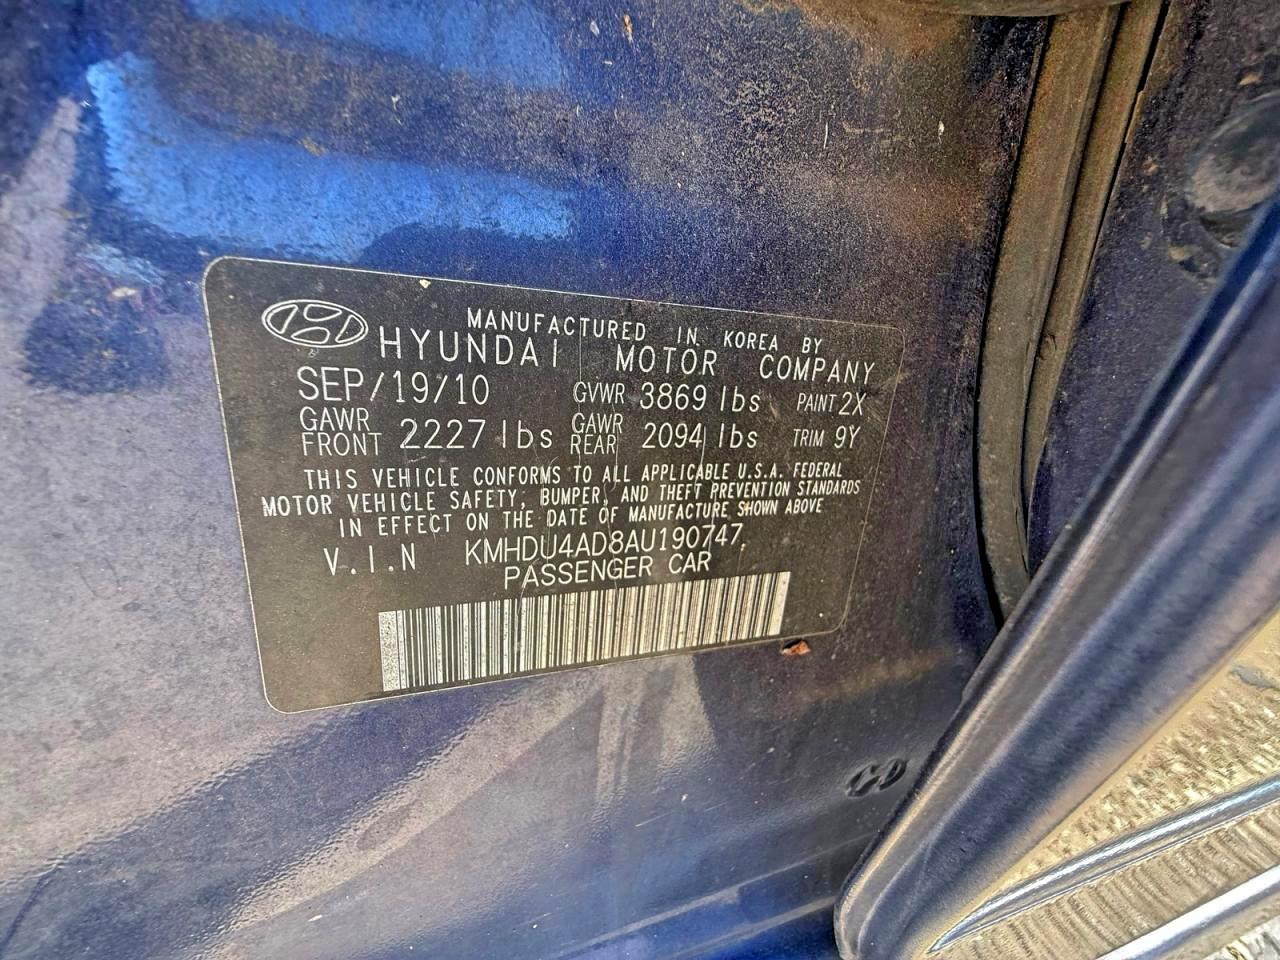 MANUFACTURED IN KOREA BY
HYUNDAI MOTOR COMPANY
SEP/19/10 GVWR 3869 lbs PAINT 2X
GAWR FRONT 2227 lbs GAWR REAR 2094 lbs TRIM 9Y
THIS VEHICLE CONFORMS TO ALL APPLICABLE U.S.A. FEDERAL
MOTOR VEHICLE SAFETY, BUMPER, AND THEFT PREVENTION STANDARDS
IN EFFECT ON THE DATE OF MANUFACTURE SHOWN ABOVE
V.I.N KMHDU4AD8AU190747
PASSENGER CAR